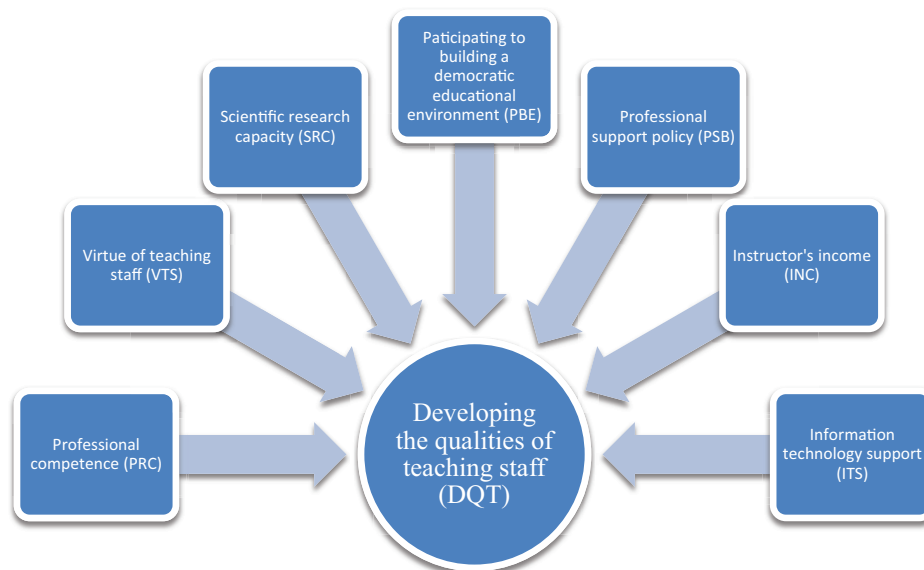 Paticipating to
building a
democratic
educational
environment (PBE)
Scientific research
capacity (SRC)
Professional
support policy (PSB)
Virtue of teaching
staff (VTS)
Instructor's income
(INC)
Professional
competence (PRC)
Developing
the qualities of
teaching staff
(DQT)
Information
technology support
(ITS)